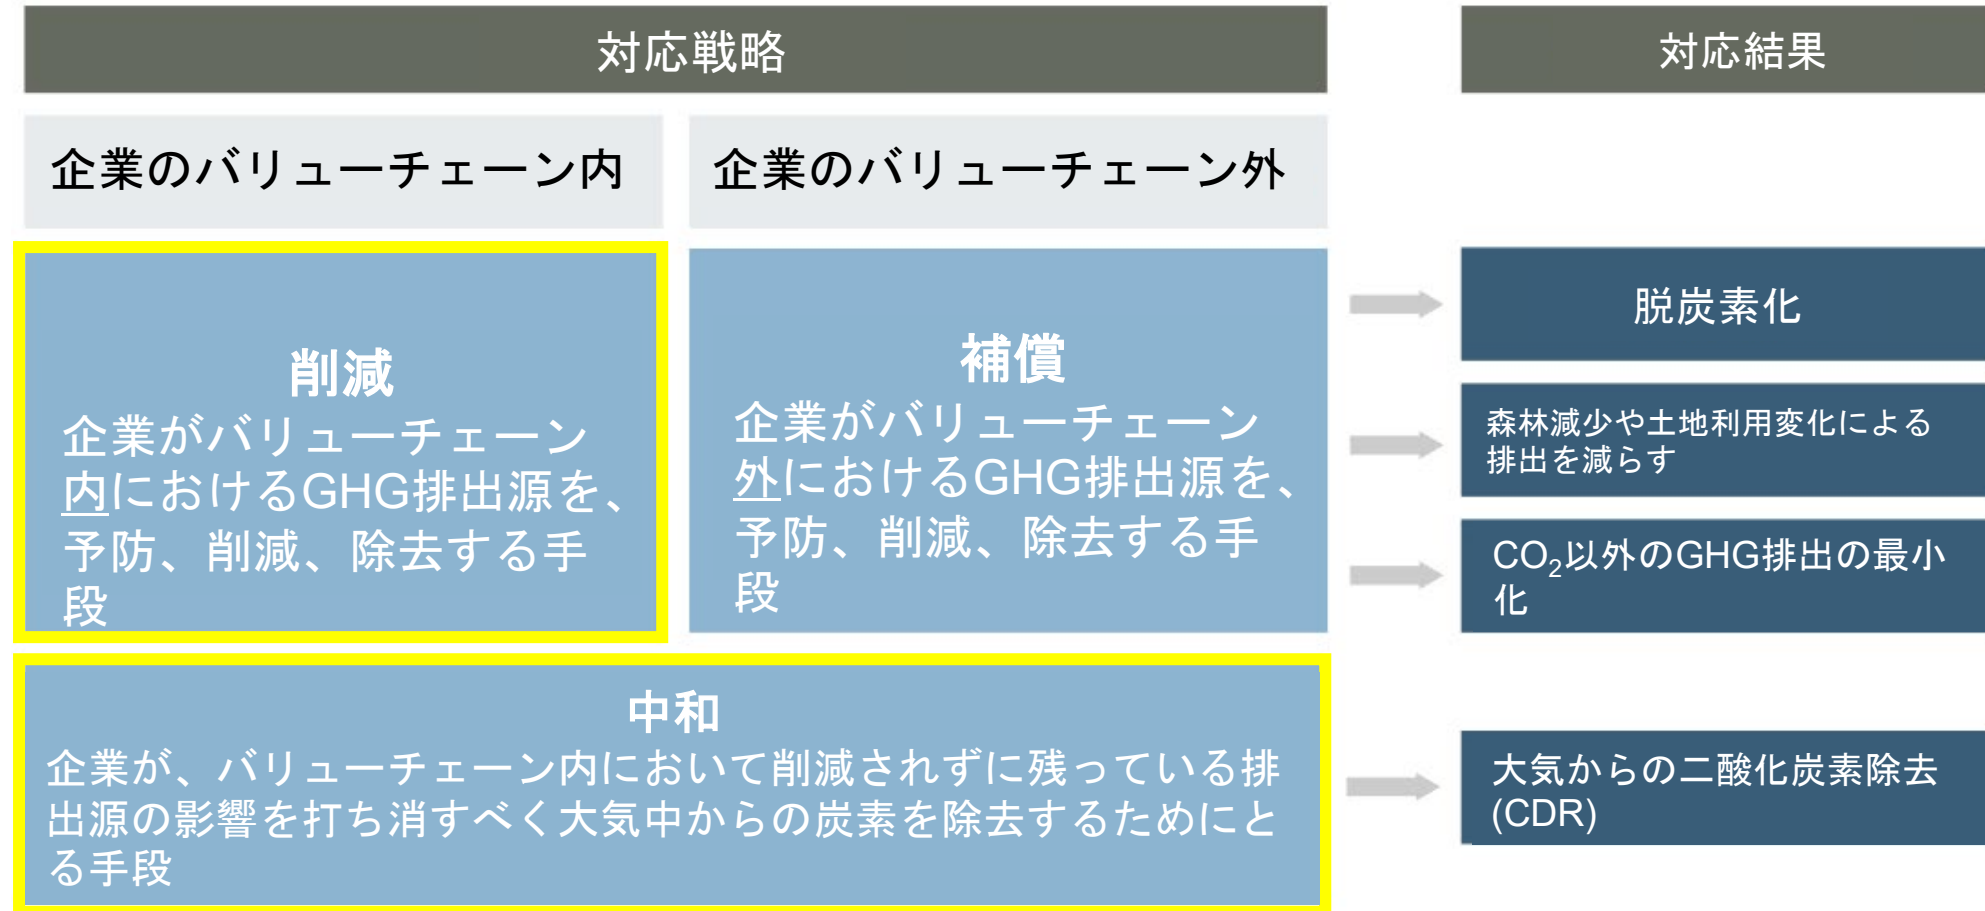 対応戦略
対応結果
企業のバリューチェーン内
企業のバリューチェーン外
削減
企業がバリューチェーン
内におけるGHG排出源を、
予防、削減、除去する手
段
補償
企業がバリューチェーン
外におけるGHG排出源を、
予防、削減、除去する手
段
脱炭素化
森林減少や土地利用変化による
排出を減らす
CO₂以外のGHG排出の最小
化
中和
企業が、バリューチェーン内において削減されずに残っている排
出源の影響を打ち消すべく大気中からの炭素を除去するためにと
る手段
大気からの二酸化炭素除去
(CDR)